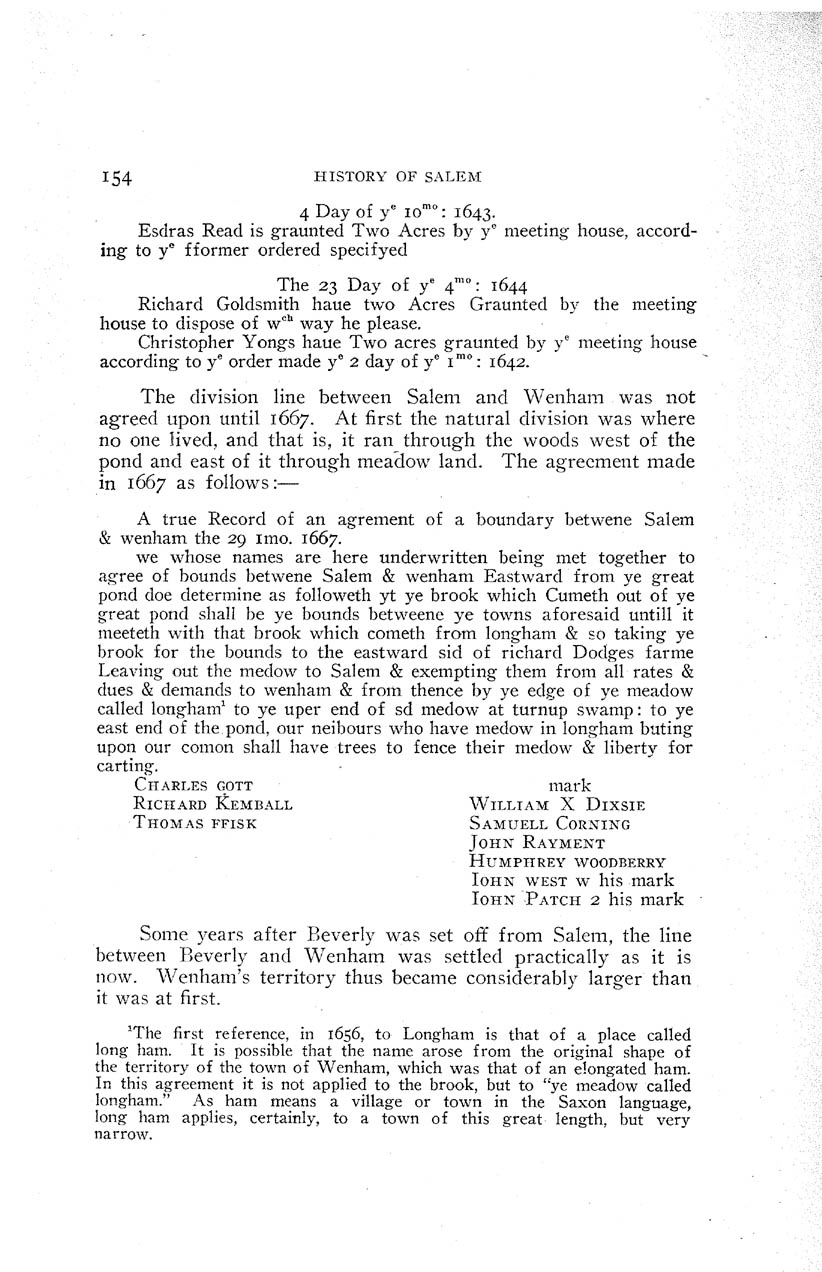 154 HISTORY OF SALEM
4 Day of yᵉ 10ᵐᵒ: 1643.
Esdras Read is graunted Two Acres by yᵉ meeting house, accord-
ing to yᵉ fformer ordered specifyed
The 23 Day of yᵉ 4ᵐᵒ: 1644
Richard Goldsmith haue two Acres Graunted by the meeting
house to dispose of wᶜʰ way he please.
Christopher Yongs haue Two acres graunted by yᵉ meeting house
according to yᵉ order made yᵉ 2 day of yᵉ 1ᵐᵒ: 1642.
The division line between Salem and Wenham was not
agreed upon until 1667. At first the natural division was where
no one lived, and that is, it ran through the woods west of the
pond and east of it through meadow land. The agreement made
in 1667 as follows:—
A true Record of an agrement of a boundary betwene Salem
& wenham the 29 1mo. 1667.
we whose names are here underwritten being met together to
agree of bounds betwene Salem & wenham Eastward from ye great
pond doe determine as followeth yt ye brook which Cumeth out of ye
great pond shall be ye bounds betweene ye towns aforesaid untill it
meeteth with that brook which cometh from longham & so taking ye
brook for the bounds to the eastward sid of richard Dodges farme
Leaving out the medow to Salem & exempting them from all rates &
dues & demands to wenham & from thence by ye edge of ye meadow
called longham¹ to ye uper end of sd medow at turnup swamp: to ye
east end of the pond, our neibours who have medow in longham buting
upon our comon shall have trees to fence their medow & liberty for
carting.
CHARLES GOTT mark
RICHARD KEMBALL WILLIAM X DIXSIE
THOMAS FFISK SAMUELL CORNING
JOHN RAYMENT
HUMPHREY WOODBERRY
IOHN WEST W his mark
IOHN PATCH 2 his mark
Some years after Beverly was set off from Salem, the line
between Beverly and Wenham was settled practically as it is
now. Wenham's territory thus became considerably larger than
it was at first.
¹The first reference, in 1656, to Longham is that of a place called
long ham. It is possible that the name arose from the original shape of
the territory of the town of Wenham, which was that of an elongated ham.
In this agreement it is not applied to the brook, but to "ye meadow called
longham." As ham means a village or town in the Saxon language,
long ham applies, certainly, to a town of this great length, but very
narrow.